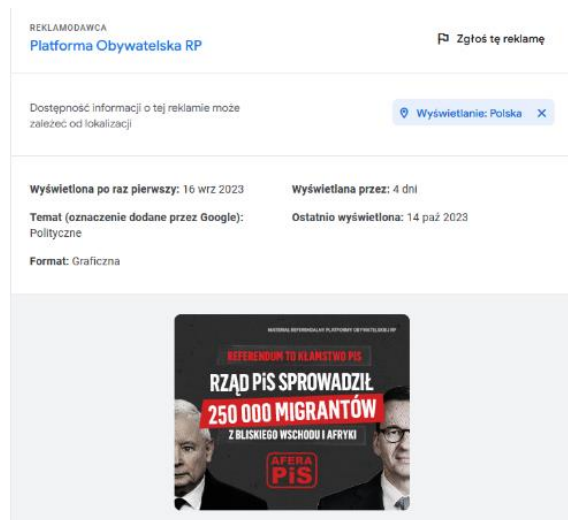 REKLAMODAWCA
Platforma Obywatelska RP
Zgłoś tę reklamę
Dostępność informacji o tej reklamie może
zależeć od lokalizacji
Wyświetlanie: Polska
Wyświetlona po raz pierwszy: 16 wrz 2023
Wyświetlana przez: 4 dni
Temat (oznaczenie dodane przez Google):
Polityczne
Ostatnio wyświetlona: 14 paź 2023
Format: Graficzna
MATERIAŁ REFERENDALNY PLATFORMY OBYWATELSKIEJ RP
REFERENDUM TO KŁAMSTWO PIS
RZĄD PiS SPROWADZIŁ
250 000 MIGRANTÓW
Z BLISKIEGO WSCHODU I AFRYKI
AFERA
PiS